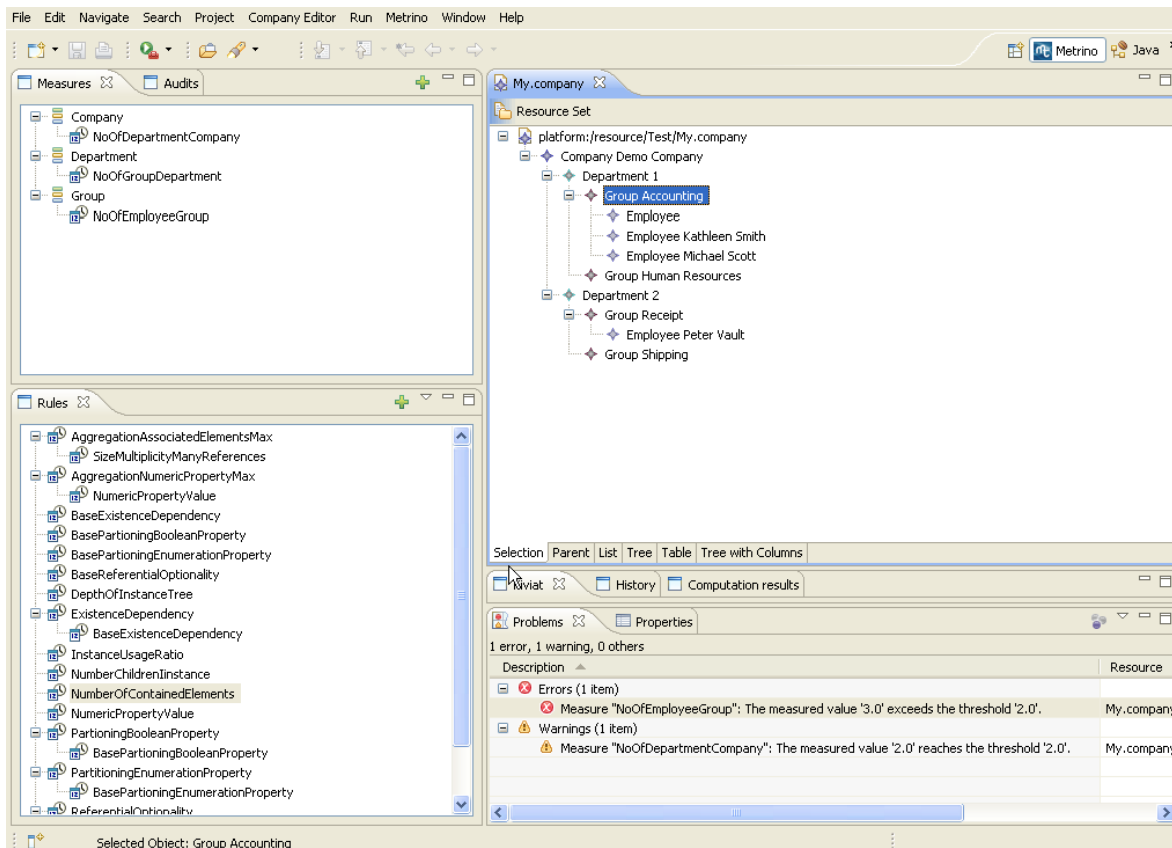 File Edit Navigate Search Project Company Editor Run Metrino Window Help
Metrino Java
Measures Audits
Company
NoOfDepartmentCompany
Department
NoOfGroupDepartment
Group
NoOfEmployeeGroup
Rules
AggregationAssociatedElementsMax
SizeMultiplicityManyReferences
AggregationNumericPropertyMax
NumericPropertyValue
BaseExistenceDependency
BasePartioningBooleanProperty
BasePartioningEnumerationProperty
BaseReferentialOptionality
DepthOfInstanceTree
ExistenceDependency
BaseExistenceDependency
InstanceUsageRatio
NumberChildrenIinstance
NumberOfContainedElements
NumericPropertyValue
PartioningBooleanProperty
BasePartioningBooleanProperty
PartitioningEnumerationProperty
BasePartioningEnumerationProperty
ReferentialOptionality
My.company
Resource Set
platform:/resource/Test/My.company
Company Demo Company
Department 1
Group Accounting
Employee
Employee Kathleen Smith
Employee Michael Scott
Group Human Resources
Department 2
Group Receipt
Employee Peter Vault
Group Shipping
Selection Parent List Tree Table Tree with Columns
Kiviat History Computation results
Problems Properties
1 error, 1 warning, 0 others
Description Resource
Errors (1 item)
Measure "NoOfEmployeeGroup": The measured value '3.0' exceeds the threshold '2.0'. My.company
Warnings (1 item)
Measure "NoOfDepartmentCompany": The measured value '2.0' reaches the threshold '2.0'. My.company
Selected Object: Group Accounting